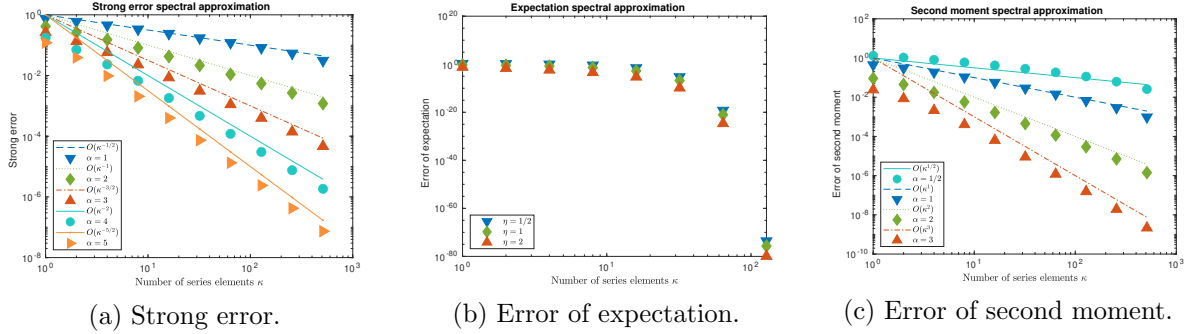 Strong error spectral approximation
10^0
10^-2
10^-4
10^-6
10^-8
Strong error
O(κ^{-1/2})
α = 1
O(κ^{-1})
α = 2
O(κ^{-3/2})
α = 3
O(κ^{-2})
α = 4
O(κ^{-5/2})
α = 5
10^0 10^1 10^2 10^3
Number of series elements κ
(a) Strong error.
Expectation spectral approximation
10^20
10^0
10^-20
10^-40
10^-60
10^-80
Error of expectation
η = 1/2
η = 1
η = 2
10^0 10^1 10^2
Number of series elements κ
(b) Error of expectation.
Second moment spectral approximation
10^2
10^0
10^-2
10^-4
10^-6
10^-8
10^-10
Error of second moment
O(κ^{1/2})
α = 1/2
O(κ^1)
α = 1
O(κ^2)
α = 2
O(κ^3)
α = 3
10^0 10^1 10^2 10^3
Number of series elements κ
(c) Error of second moment.